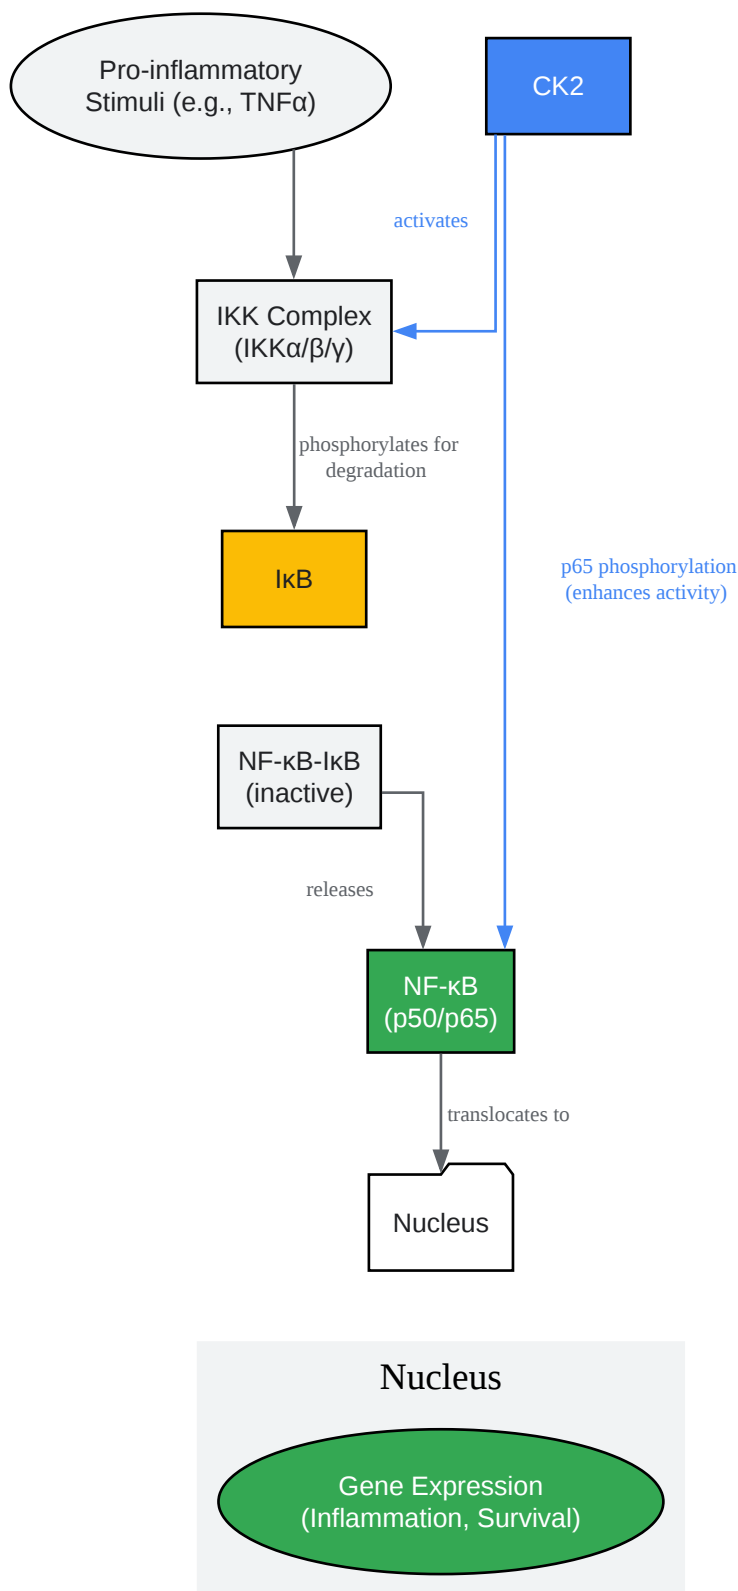 Pro-inflammatory
Stimuli (e.g., TNFα)
CK2
activates
IKK Complex
(IKKα/β/γ)
phosphorylates for
degradation
IκB
p65 phosphorylation
(enhances activity)
NF-κB-IκB
(inactive)
releases
NF-κB
(p50/p65)
translocates to
Nucleus
Nucleus
Gene Expression
(Inflammation, Survival)